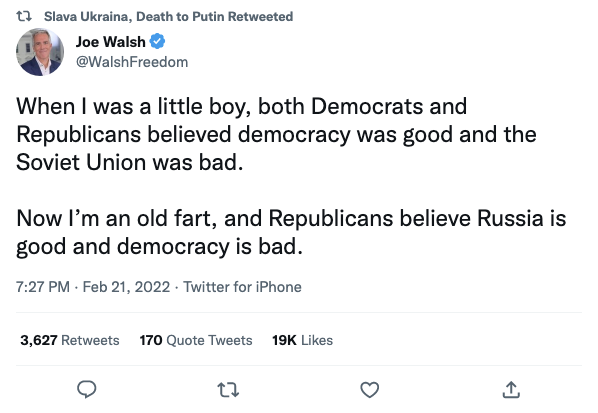 Slava Ukraina, Death to Putin Retweeted
Joe Walsh
@WalshFreedom
When I was a little boy, both Democrats and
Republicans believed democracy was good and the
Soviet Union was bad.
Now I’m an old fart, and Republicans believe Russia is
good and democracy is bad.
7:27 PM · Feb 21, 2022 · Twitter for iPhone
3,627 Retweets 170 Quote Tweets 19K Likes